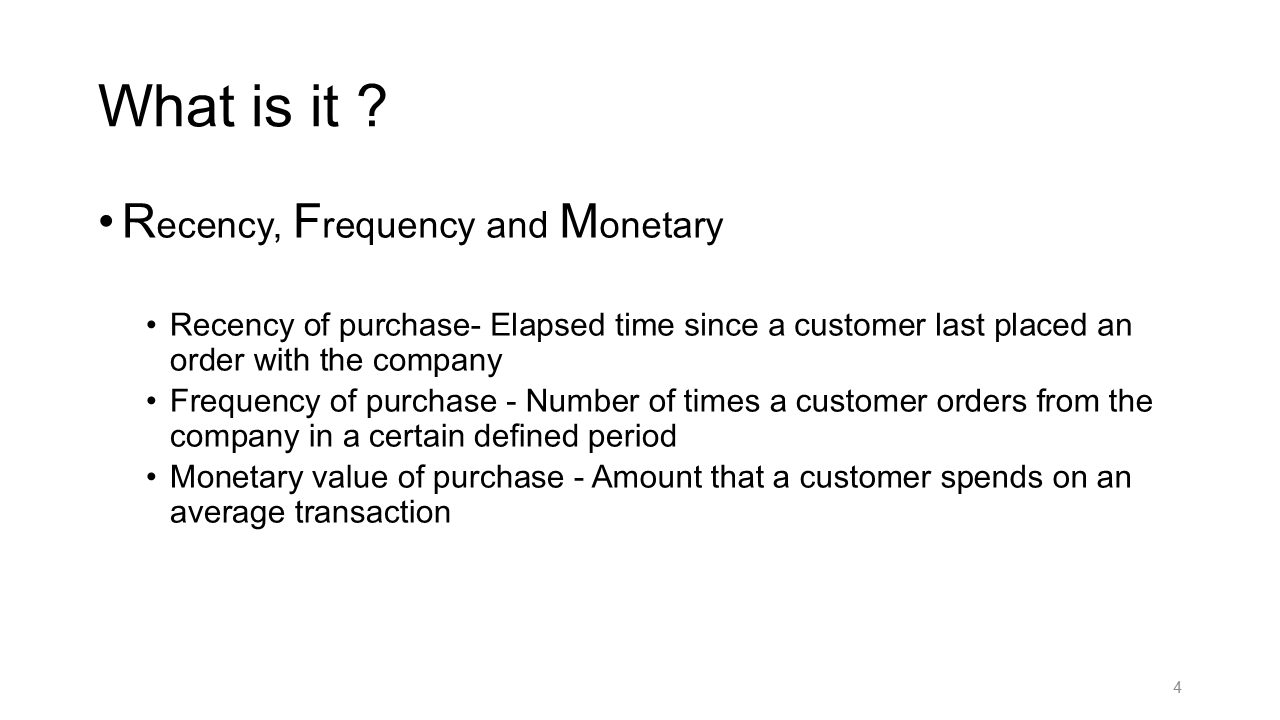 What is it ?
• Recency, Frequency and Monetary
• Recency of purchase- Elapsed time since a customer last placed an
order with the company
• Frequency of purchase - Number of times a customer orders from the
company in a certain defined period
• Monetary value of purchase - Amount that a customer spends on an
average transaction
4